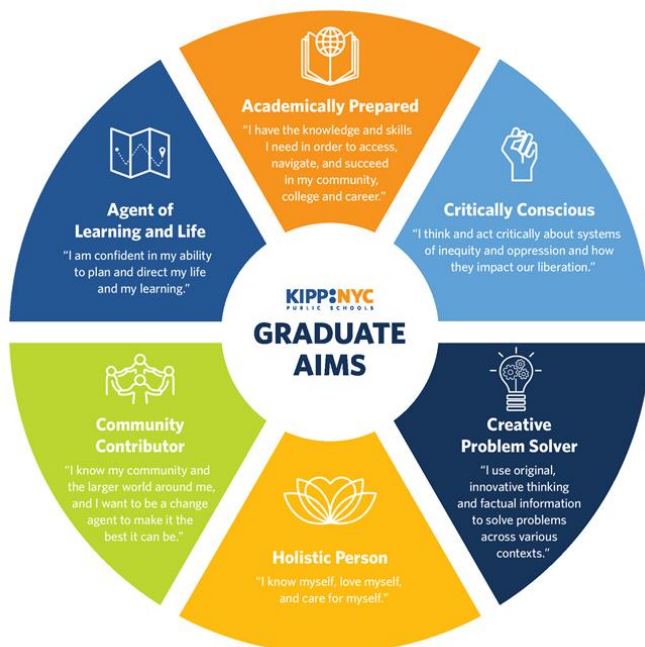 Academically Prepared
“I have the knowledge and skills
I need in order to access,
navigate, and succeed
in my community,
college and career.”
Critically Conscious
“I think and act critically about systems
of inequity and oppression and how
they impact our liberation.”
Creative
Problem Solver
“I use original,
innovative thinking
and factual information
to solve problems
across various
contexts.”
Holistic Person
“I know myself, love myself,
and care for myself.”
Community
Contributor
“I know my community and
the larger world around me,
and I want to be a change
agent to make it the
best it can be.”
Agent of
Learning and Life
“I am confident in my ability
to plan and direct my life
and my learning.”
KIPP:NYC
PUBLIC SCHOOLS
GRADUATE
AIMS